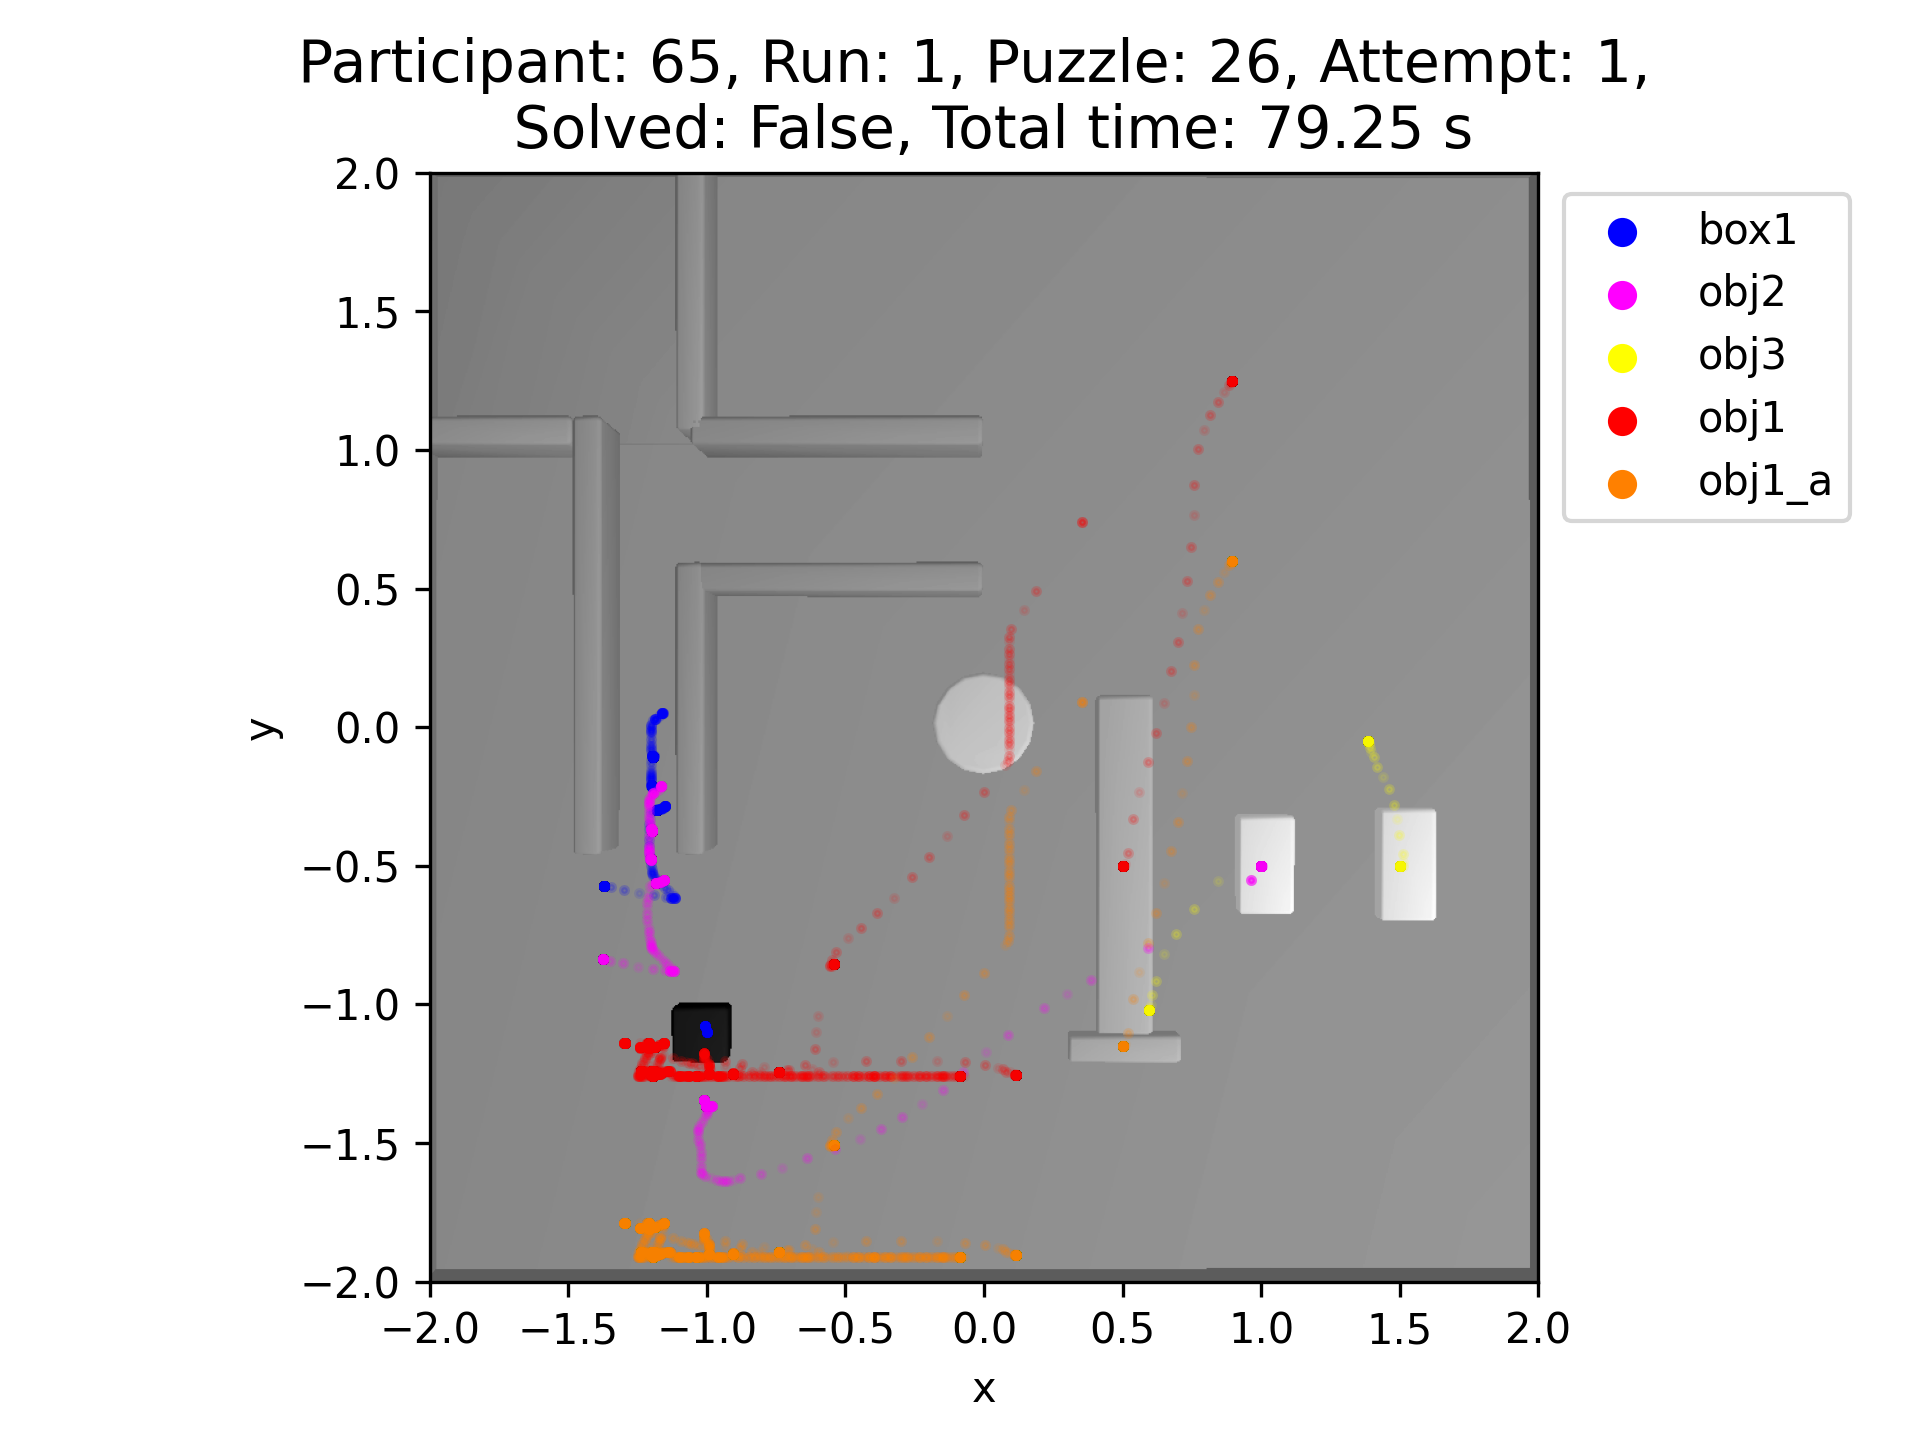 Participant: 65, Run: 1, Puzzle: 26, Attempt: 1,
Solved: False, Total time: 79.25 s
2.0
1.5
1.0
0.5
0.0
−0.5
−1.0
−1.5
−2.0
y
−2.0 −1.5 −1.0 −0.5 0.0 0.5 1.0 1.5 2.0
x
box1
obj2
obj3
obj1
obj1_a